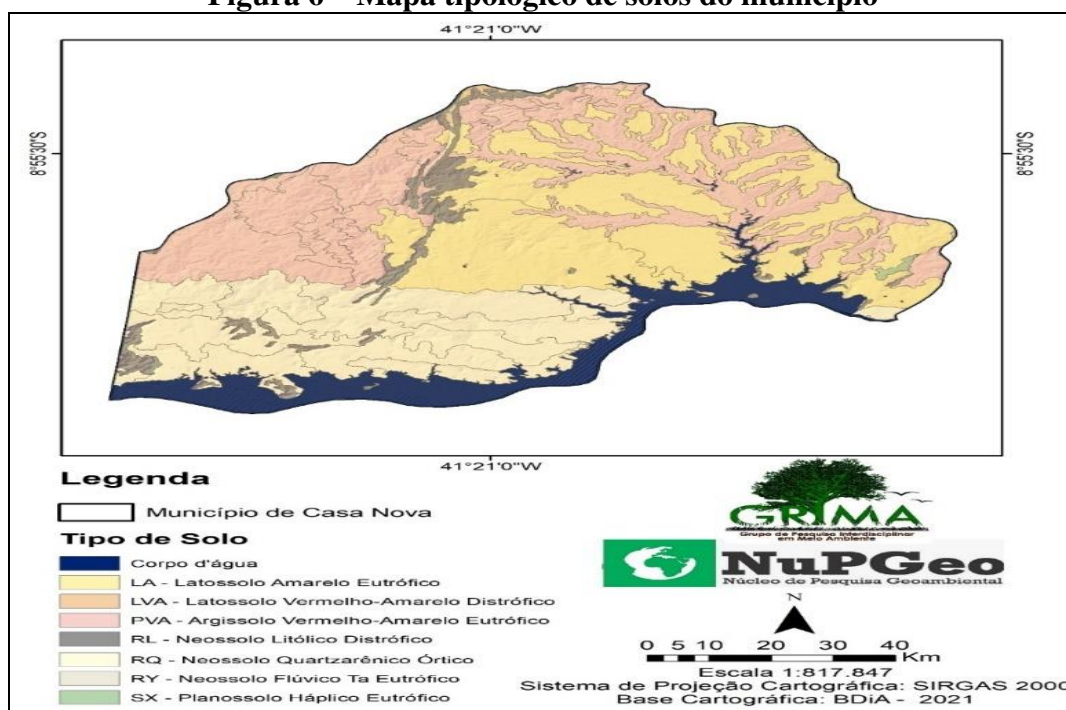 Figura 6 – Mapa tipológico de solos do município
41°21'0"W
8°55'30"S
8°55'30"S
41°21'0"W
Legenda
Município de Casa Nova
Tipo de Solo
Corpo d'água
LA - Latossolo Amarelo Eutrófico
LVA - Latossolo Vermelho-Amarelo Distrófico
PVA - Argissolo Vermelho-Amarelo Eutrófico
RL - Neossolo Litólico Distrófico
RQ - Neossolo Quartzarênico Órtico
RY - Neossolo Flúvico Ta Eutrófico
SX - Planossolo Háplico Eutrófico
GRIMA
Grupo de Pesquisa Interdisciplinar
em Meio Ambiente
NuPGeo
Núcleo de Pesquisa Geoambiental
N
0 5 10 20 30 40
Km
Escala 1:817.847
Sistema de Projeção Cartográfica: SIRGAS 2000
Base Cartográfica: BDiA - 2021